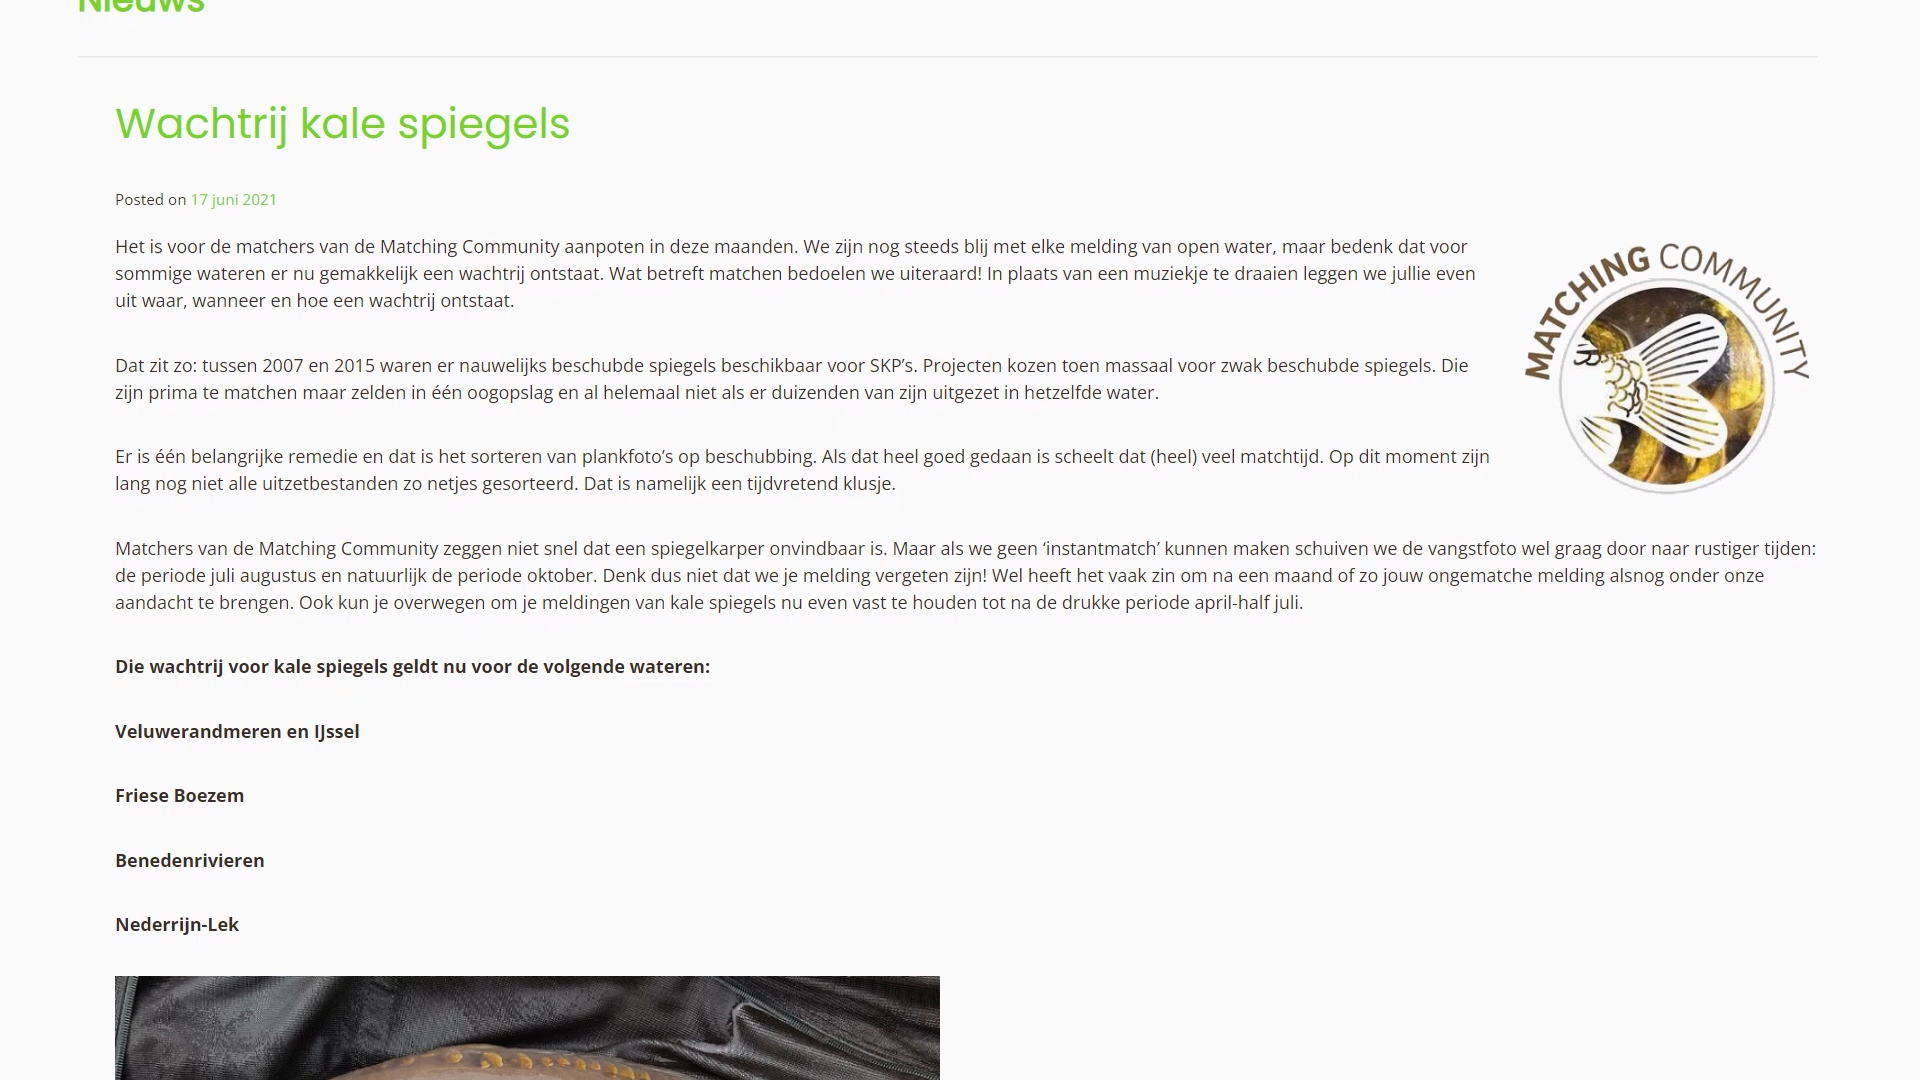 Nieuws
Wachtrij kale spiegels
Posted on 17 juni 2021
Het is voor de matchers van de Matching Community aanpoten in deze maanden. We zijn nog steeds blij met elke melding van open water, maar bedenk dat voor
sommige wateren er nu gemakkelijk een wachtrij ontstaat. Wat betreft matchen bedoelen we uiteraard! In plaats van een muziekje te draaien leggen we jullie even
uit waar, wanneer en hoe een wachtrij ontstaat.
MATCHING COMMUNITY
Dat zit zo: tussen 2007 en 2015 waren er nauwelijks beschubde spiegels beschikbaar voor SKP’s. Projecten kozen toen massaal voor zwak beschubde spiegels. Die
zijn prima te matchen maar zelden in één oogopslag en al helemaal niet als er duizenden van zijn uitgezet in hetzelfde water.
Er is één belangrijke remedie en dat is het sorteren van plankfoto’s op beschubbing. Als dat heel goed gedaan is scheelt dat (heel) veel matchtijd. Op dit moment zijn
lang nog niet alle uitzetbestanden zo netjes gesorteerd. Dat is namelijk een tijdvretend klusje.
Matchers van de Matching Community zeggen niet snel dat een spiegelkarper onvindbaar is. Maar als we geen ‘instantmatch’ kunnen maken schuiven we de vangstfoto wel graag door naar rustiger tijden:
de periode juli augustus en natuurlijk de periode oktober. Denk dus niet dat we je melding vergeten zijn! Wel heeft het vaak zin om na een maand of zo jouw ongematche melding alsnog onder onze
aandacht te brengen. Ook kun je overwegen om je meldingen van kale spiegels nu even vast te houden tot na de drukke periode april-half juli.
Die wachtrij voor kale spiegels geldt nu voor de volgende wateren:
Veluwerandmeren en IJssel
Friese Boezem
Benedenrivieren
Nederrijn-Lek